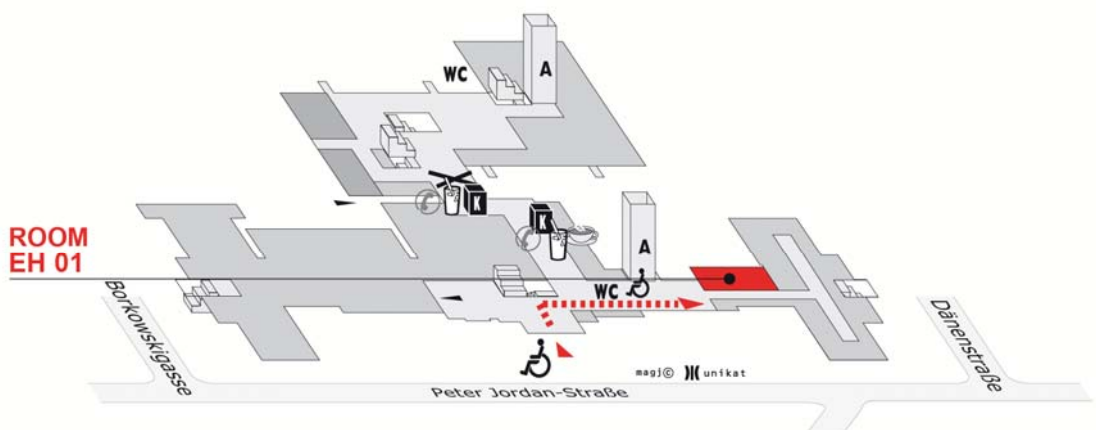 WC
A
K
K
A
ROOM
EH 01
WC
Borkowskigasse
Dänenstraße
magj© unikat
Peter Jordan-Straße